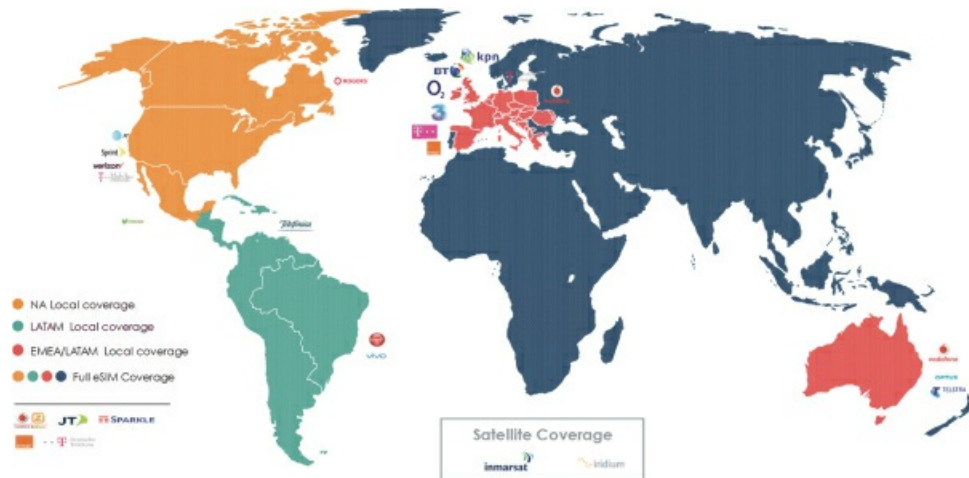 kpn
BT
O2
3
ROGERS
Sprint
verizon
T-Mobile
Telefonica
NA Local coverage
LATAM Local coverage
EMEA/LATAM Local coverage
Full eSIM Coverage
vivo
vodafone
OPTUS
TELSTRA
JT
SPARKLE
T
Satellite Coverage
inmarsat
iridium